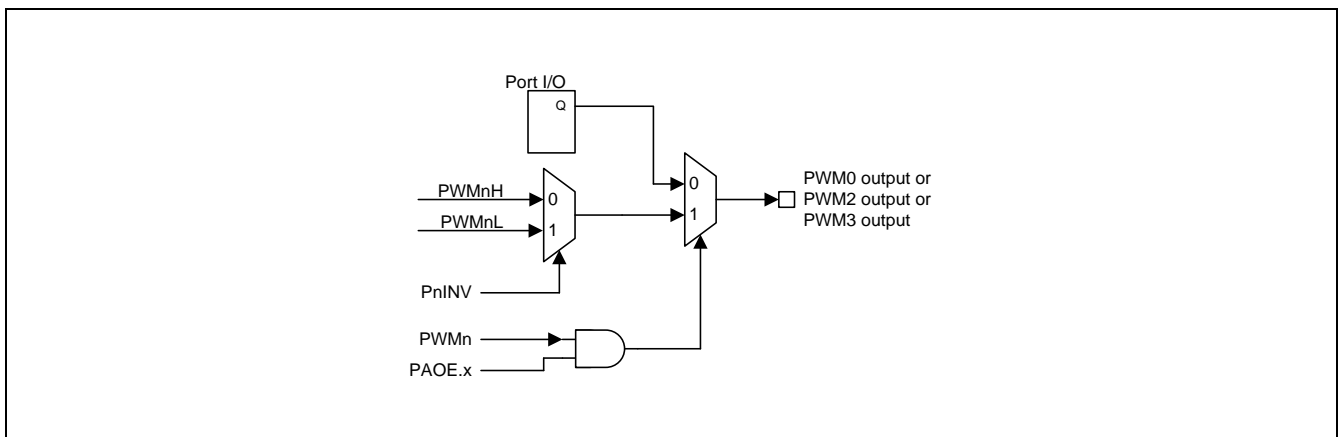 Port I/O
Q
PWMnH
0
PWMnL
1
0
1
PWM0 output or
PWM2 output or
PWM3 output
PnINV
PWMn
PAOE.x